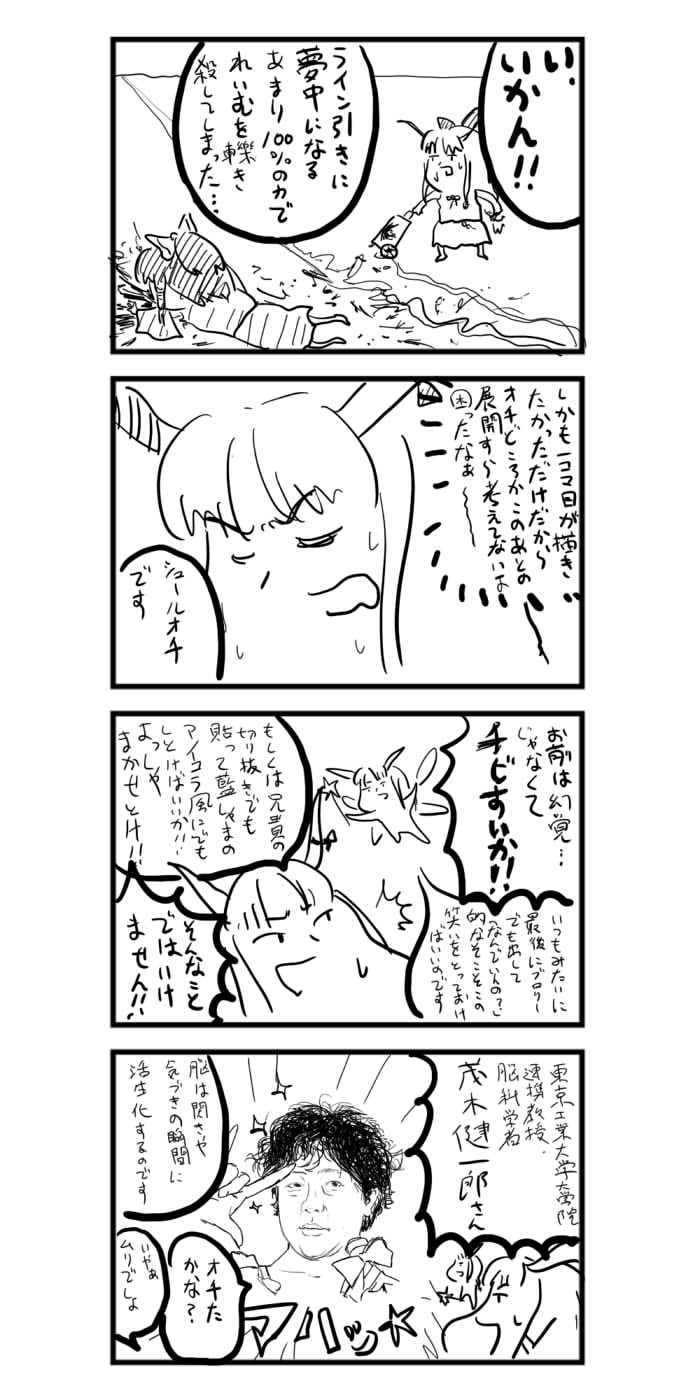 い、
いかん!!
ライン引きに
夢中になる
あまり100%の力で
れいむを轢き
殺してしまった…
しかも一コマ目が描き
たかっただけだから
オチどころかこのあとの
展開すら考えてないよ
困ったなぁ〜〜
シュールオチ
です
お前は幻覚…
じゃなくて
チビすいか!!
いつもみたいに
最後にブロリー
でも出して
「なんでいんの?」
的なそこそこの
笑いをとっておけ
ばいいのです
もしくは兄貴の
切り抜きでも
貼って藍しゃまの
アイコラ風にでも
しとけばいいか!!
よっしゃ
まかせとけ!!
そんなこと
ではいけ
ません!!
東京工業大学大学院
連携教授
脳科学者
茂木健一郎さん
脳は閃きや
気づきの瞬間に
活性化するのです
アハッ☆
オチた
かな?
いやぁ
ムリでしょ